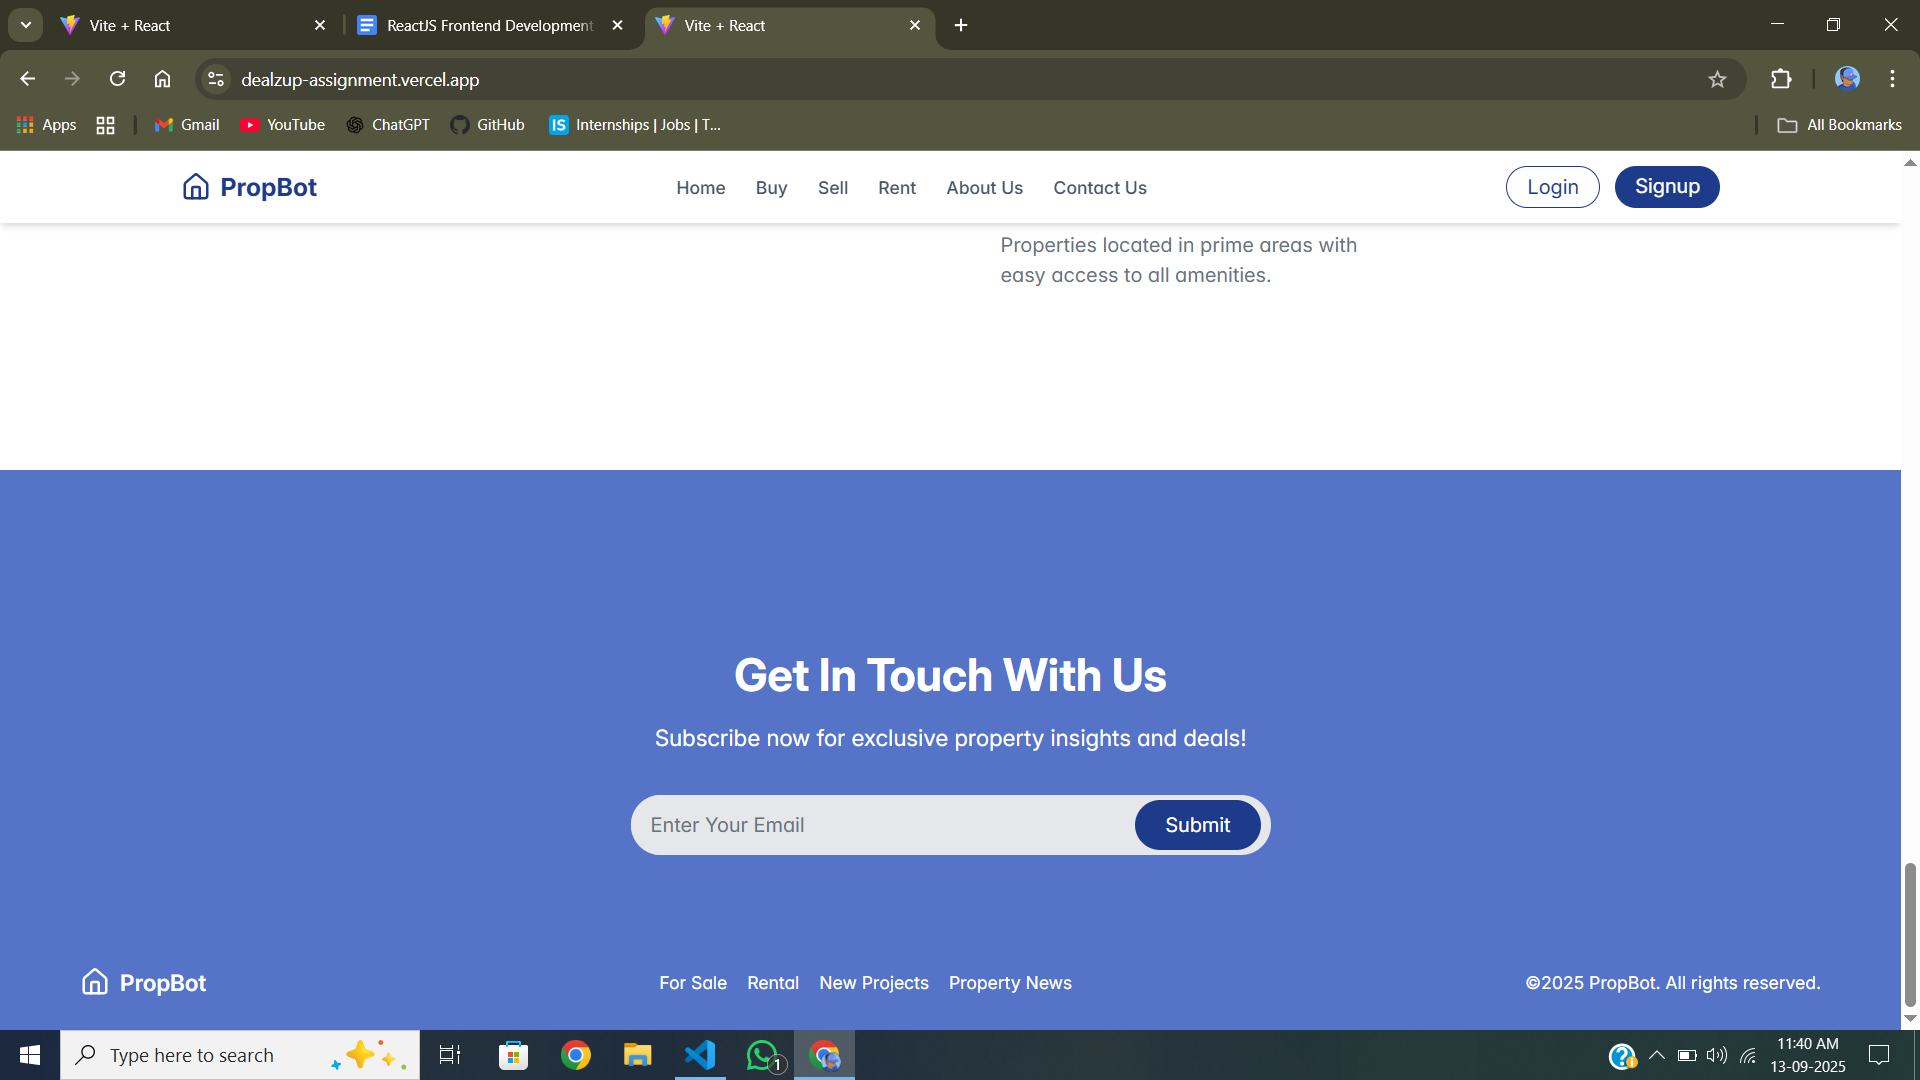 Vite + React
ReactJS Frontend Development
Vite + React
dealzup-assignment.vercel.app
Apps
Gmail
YouTube
ChatGPT
GitHub
IS
Internships | Jobs | T...
All Bookmarks
PropBot
Home
Buy
Sell
Rent
About Us
Contact Us
Login
Signup
Properties located in prime areas with
easy access to all amenities.
Get In Touch With Us
Subscribe now for exclusive property insights and deals!
Enter Your Email
Submit
PropBot
For Sale
Rental
New Projects
Property News
©2025 PropBot. All rights reserved.
Type here to search
1
11:40 AM
13-09-2025